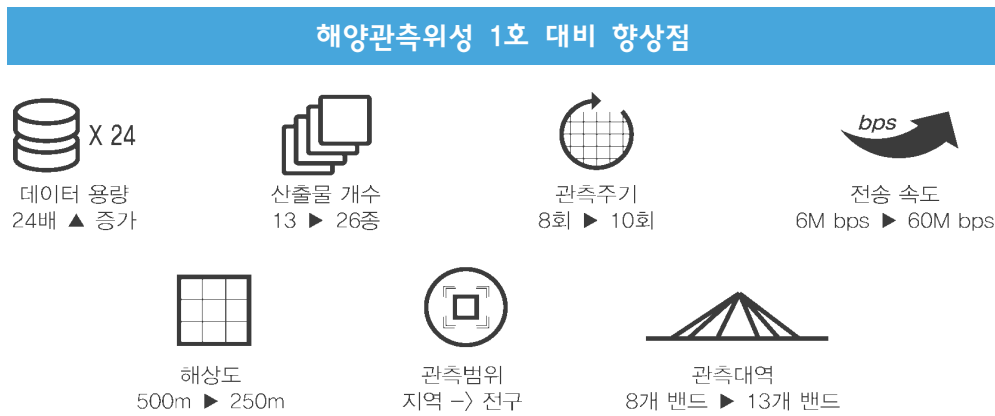 해양관측위성 1호 대비 향상점
X 24
bps
데이터 용량
24배 ▲ 증가
산출물 개수
13 ▶ 26종
관측주기
8회 ▶ 10회
전송 속도
6M bps ▶ 60M bps
해상도
500m ▶ 250m
관측범위
지역 -> 전구
관측대역
8개 밴드 ▶ 13개 밴드